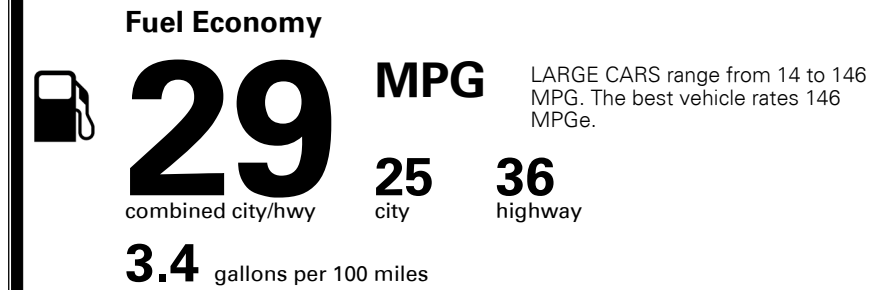 Fuel Economy
29
MPG
LARGE CARS range from 14 to 146
MPG. The best vehicle rates 146
MPGe.
combined city/hwy
25
city
36
highway
3.4 gallons per 100 miles